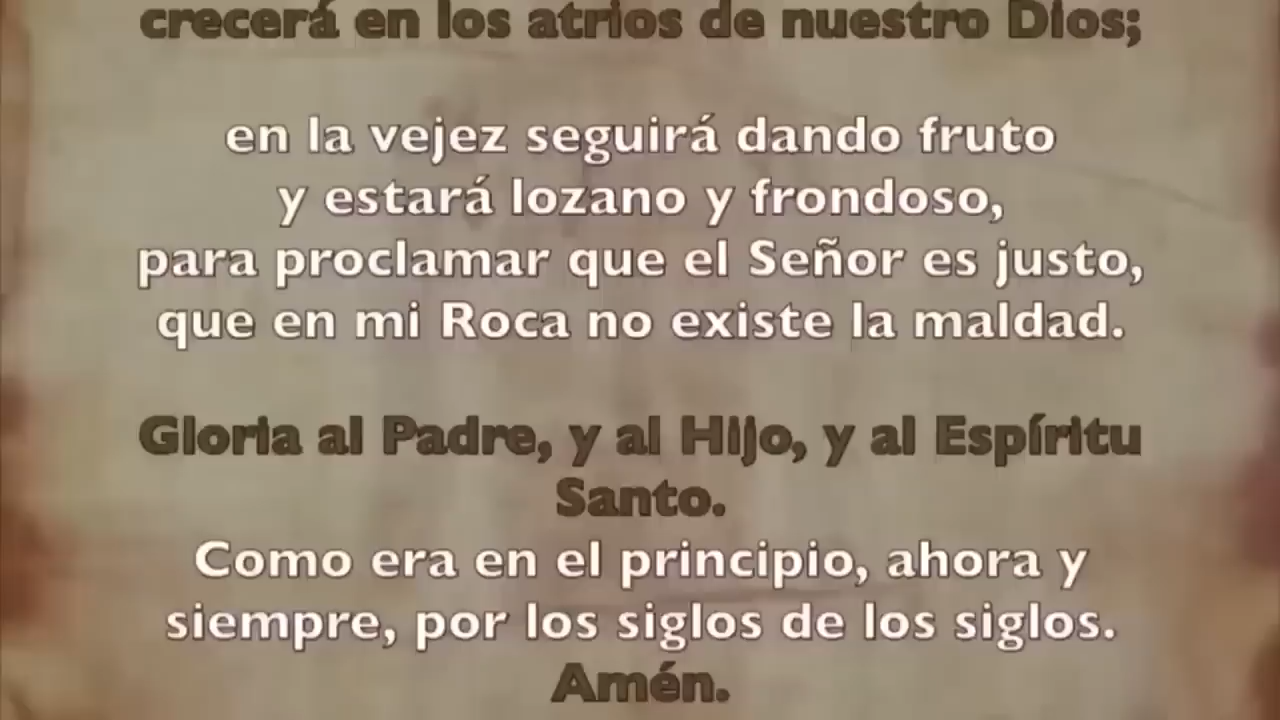 crecerá en los atrios de nuestro Dios;
en la vejez seguirá dando fruto
y estará lozano y frondoso,
para proclamar que el Señor es justo,
que en mi Roca no existe la maldad.
Gloria al Padre, y al Hijo, y al Espíritu
Santo.
Como era en el principio, ahora y
siempre, por los siglos de los siglos.
Amén.